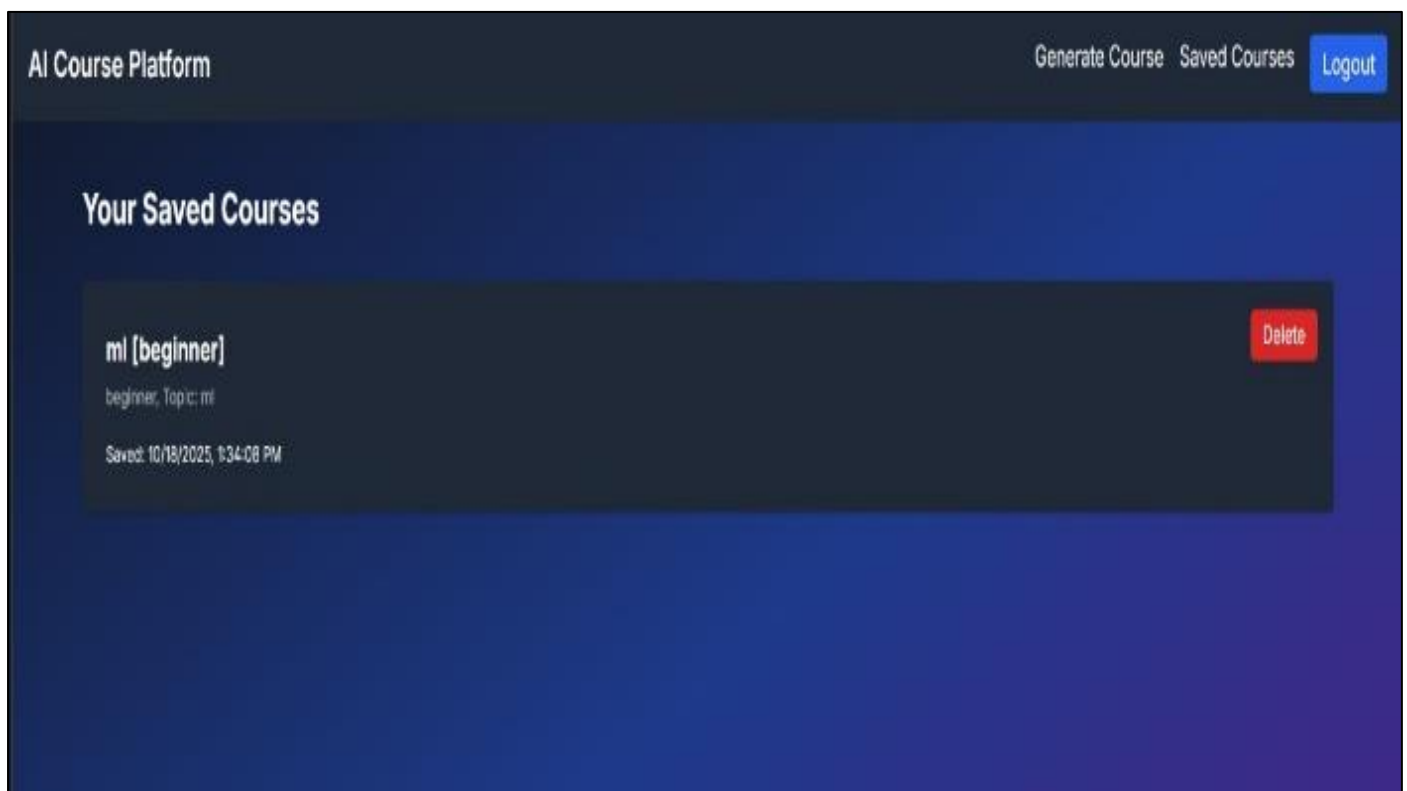 AI Course Platform
Generate Course Saved Courses Logout
Your Saved Courses
ml [beginner]
Delete
beginner, Topic: ml
Saved: 10/18/2025, 1:34:08 PM